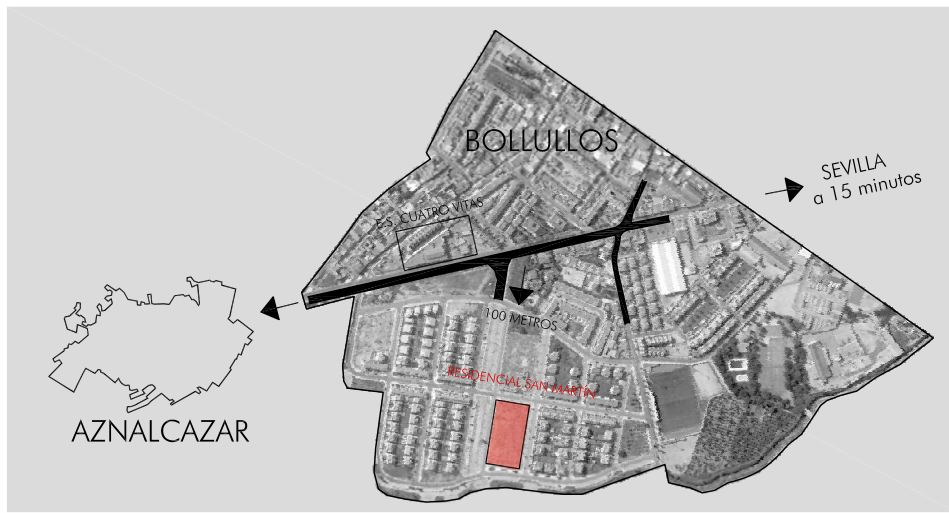 BOLLULLOS
SEVILLA
a 15 minutos
E.S. CUATRO VITAS
100 METROS
RESIDENCIAL SAN MARTIN
AZNALCAZAR